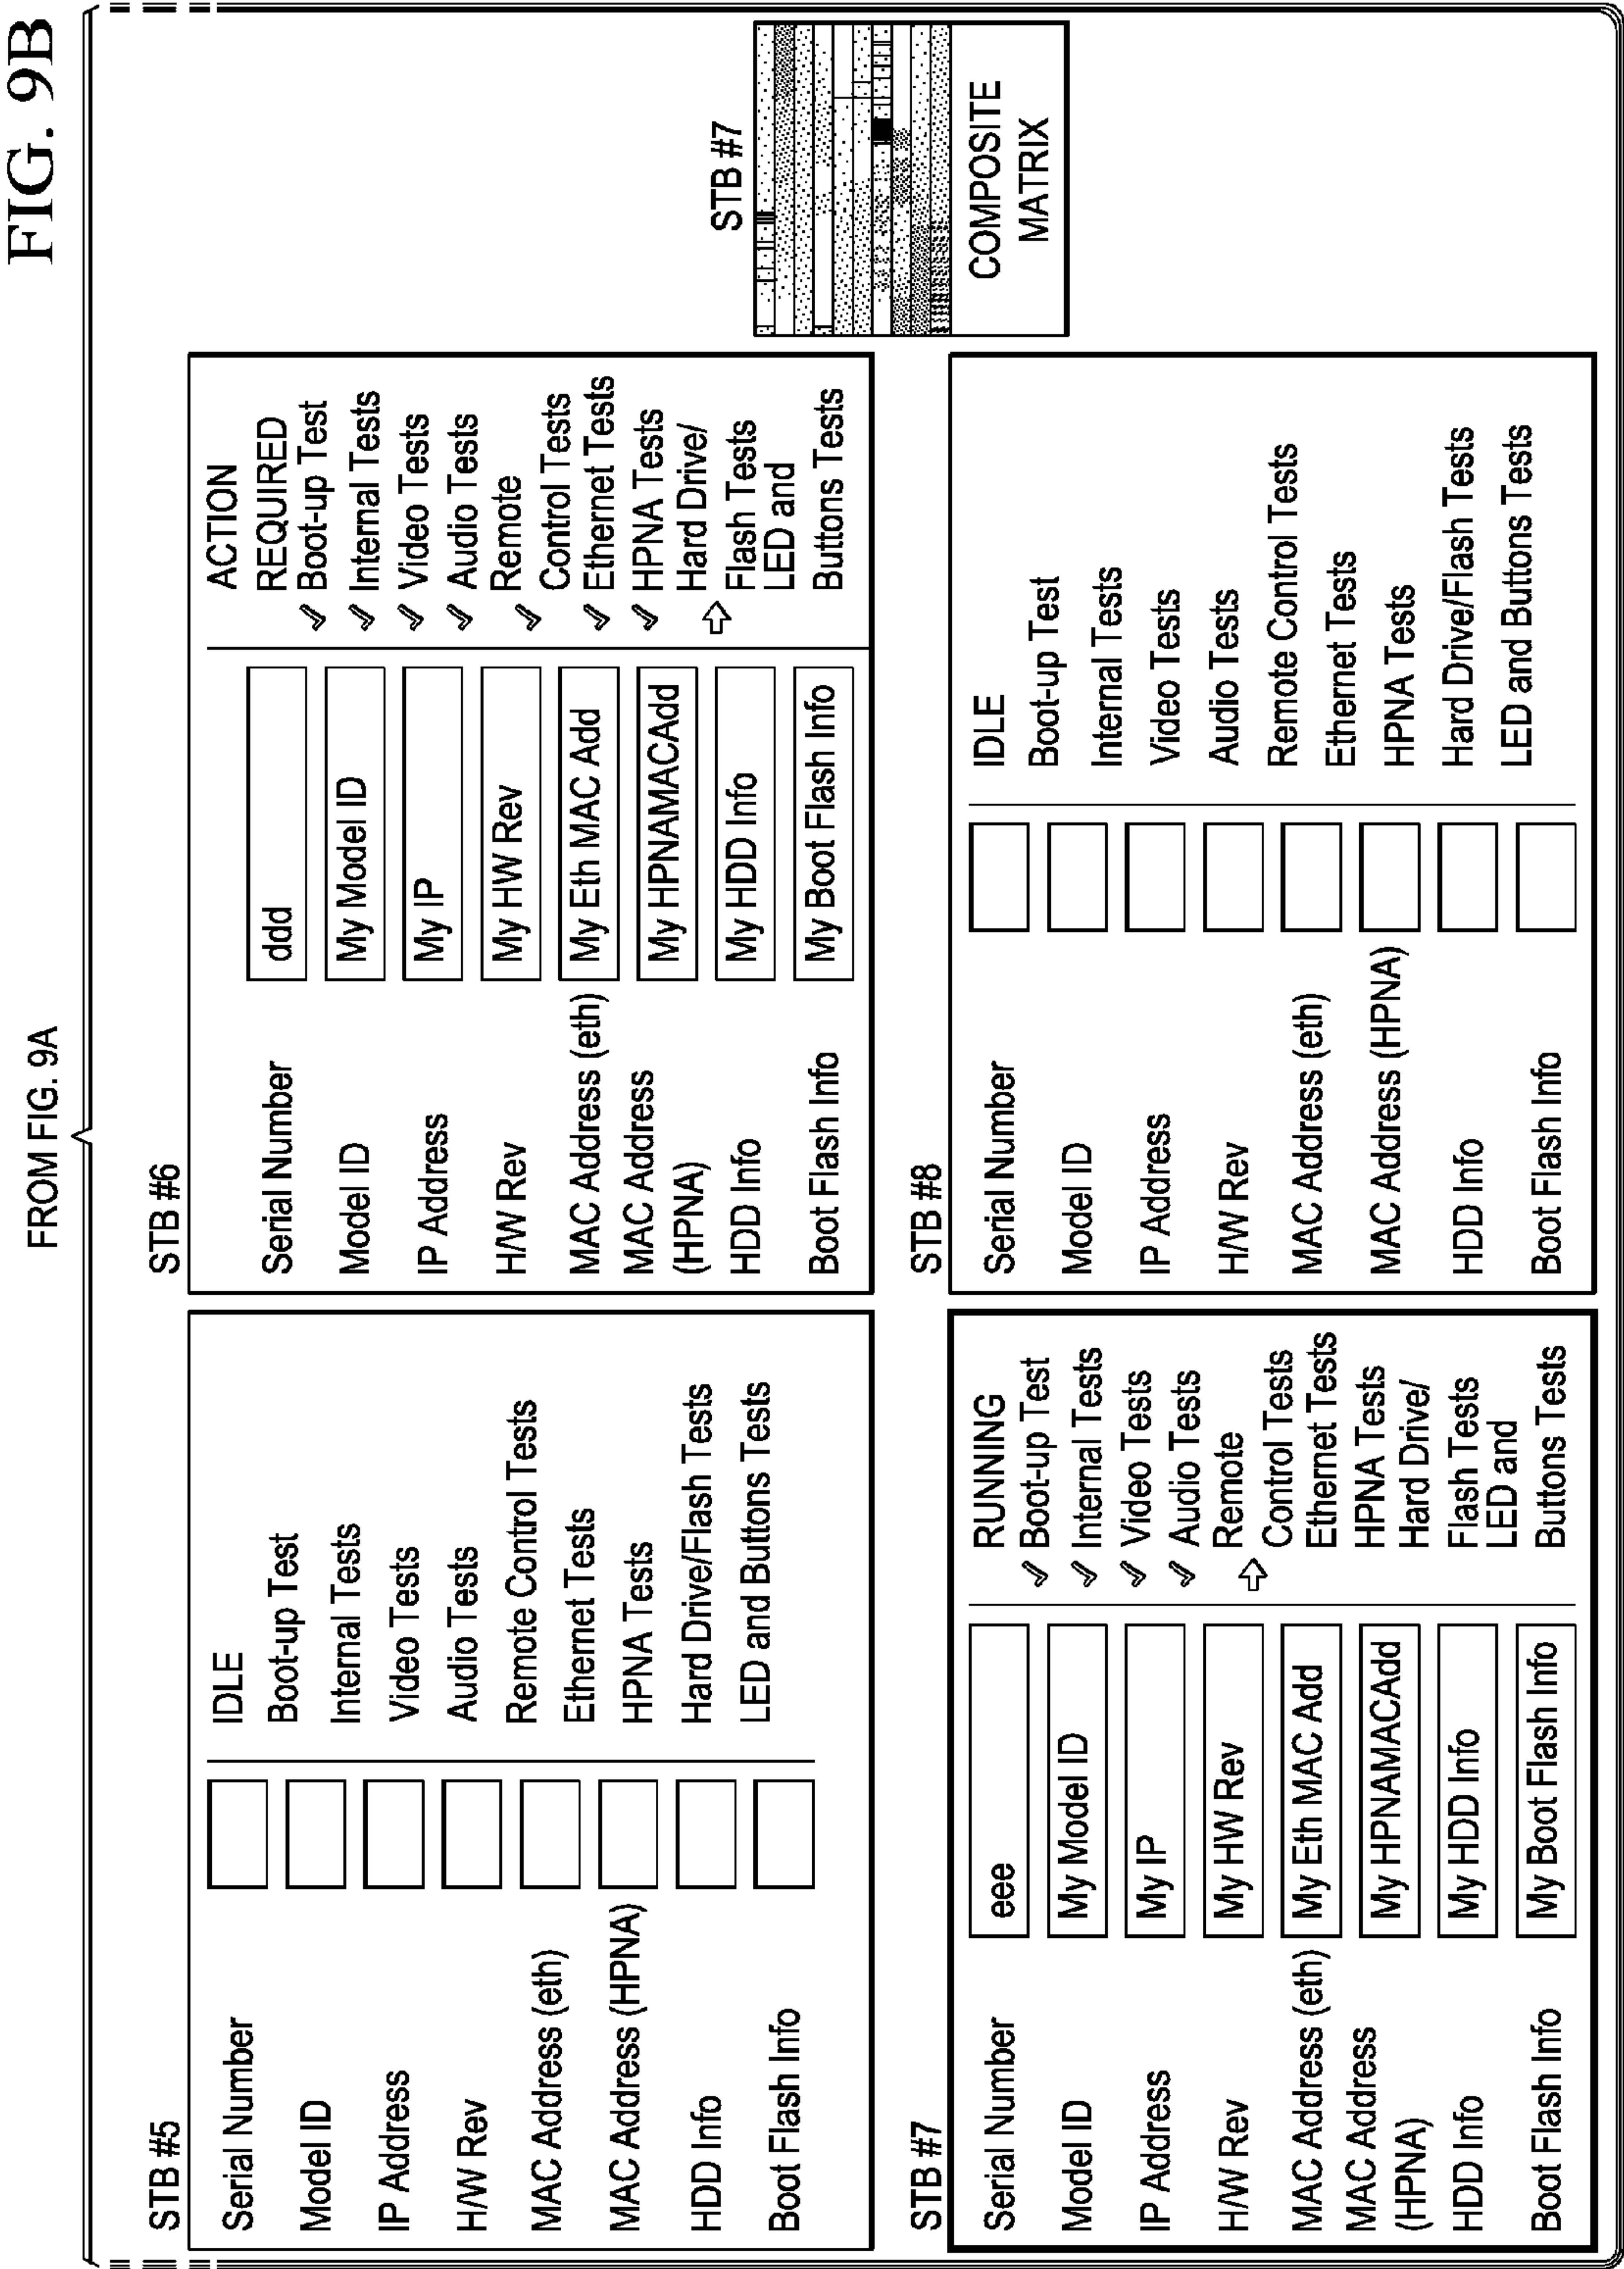 FIG. 9B
FROM FIG. 9A
STB #5
Serial Number
Model ID
IP Address
H/W Rev
MAC Address (eth)
MAC Address (HPNA)
HDD Info
Boot Flash Info
IDLE
Boot-up Test
Internal Tests
Video Tests
Audio Tests
Remote Control Tests
Ethernet Tests
HPNA Tests
Hard Drive/Flash Tests
LED and Buttons Tests
STB #6
Serial Number
ddd
Model ID
My Model ID
IP Address
My IP
H/W Rev
My HW Rev
MAC Address (eth)
My Eth MAC Add
MAC Address
(HPNA)
My HPNAMACAdd
HDD Info
My HDD Info
Boot Flash Info
My Boot Flash Info
ACTION
REQUIRED
Boot-up Test
Internal Tests
Video Tests
Audio Tests
Remote
Control Tests
Ethernet Tests
HPNA Tests
Hard Drive/
Flash Tests
LED and
Buttons Tests
STB #7
Serial Number
eee
Model ID
My Model ID
IP Address
My IP
H/W Rev
My HW Rev
MAC Address (eth)
My Eth MAC Add
MAC Address
(HPNA)
My HPNAMACAdd
HDD Info
My HDD Info
Boot Flash Info
My Boot Flash Info
RUNNING
Boot-up Test
Internal Tests
Video Tests
Audio Tests
Remote
Control Tests
Ethernet Tests
HPNA Tests
Hard Drive/
Flash Tests
LED and
Buttons Tests
STB #8
Serial Number
Model ID
IP Address
H/W Rev
MAC Address (eth)
MAC Address (HPNA)
HDD Info
Boot Flash Info
IDLE
Boot-up Test
Internal Tests
Video Tests
Audio Tests
Remote Control Tests
Ethernet Tests
HPNA Tests
Hard Drive/Flash Tests
LED and Buttons Tests
STB #7
COMPOSITE
MATRIX